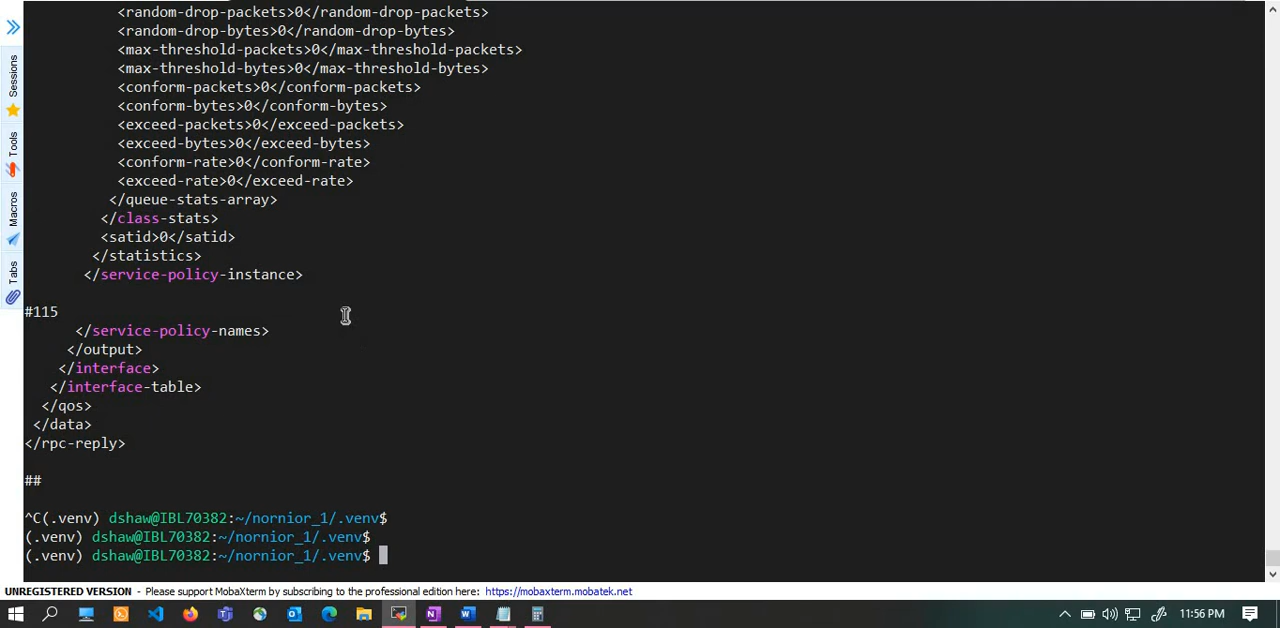 <random-drop-packets>0</random-drop-packets>
<random-drop-bytes>0</random-drop-bytes>
<max-threshold-packets>0</max-threshold-packets>
<max-threshold-bytes>0</max-threshold-bytes>
<conform-packets>0</conform-packets>
<conform-bytes>0</conform-bytes>
<exceed-packets>0</exceed-packets>
<exceed-bytes>0</exceed-bytes>
<conform-rate>0</conform-rate>
<exceed-rate>0</exceed-rate>
</queue-stats-array>
</class-stats>
<satid>0</satid>
</statistics>
</service-policy-instance>
#115
</service-policy-names>
</output>
</interface>
</interface-table>
</qos>
</data>
</rpc-reply>
##
^C(.venv) dshaw@IBL70382:~/nornior_1/.venv$
(.venv) dshaw@IBL70382:~/nornior_1/.venv$
(.venv) dshaw@IBL70382:~/nornior_1/.venv$
Sessions
Tools
Macros
Tabs
UNREGISTERED VERSION - Please support MobaXterm by subscribing to the professional edition here: https://mobaxterm.mobatek.net
11:56 PM